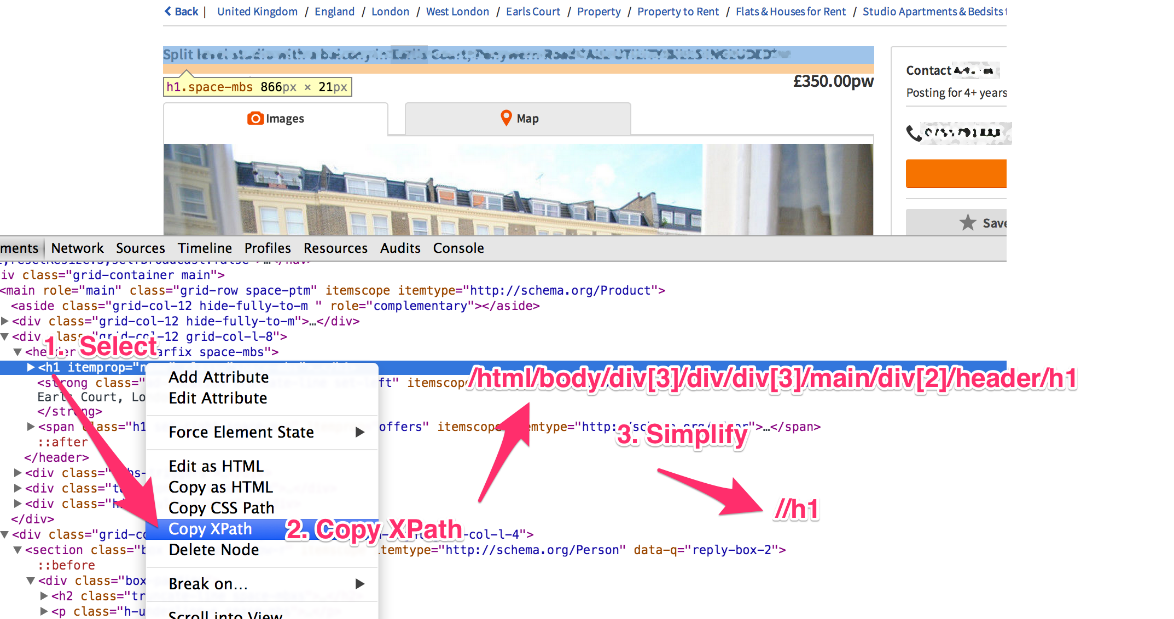 Back | United Kingdom / England / London / West London / Earls Court / Property / Property to Rent / Flats & Houses for Rent / Studio Apartments & Bedsits
Split level studio with a balcony in Earls Court, Penywern Road *ALL UTILITY BILLS INCLUDED*
h1.space-mbs 866px × 21px
£350.00pw
Contact
Posting for 4+ years
Images
Map
Save
ments Network Sources Timeline Profiles Resources Audits Console
iv class="grid-container main">
<main role="main" class="grid-row space-ptm" itemscope itemtype="http://schema.org/Product">
<aside class="grid-col-12 hide-fully-to-m " role="complementary"></aside>
▶<div class="grid-col-12 hide-fully-to-m">…</div>
▼<div class="grid-col-12 grid-col-l-8">
1. Select
▼<header clearfix space-mbs">
▶<h1 itemprop="n
<strong class=" left" itemscop
Earls Court, Lo
</strong>
▶<span class="h1 offers" itemscope itemtype="http://schema.org/ >…</span>
::after
</header>
▶<div class=
▶<div class="ta
▶<div class="h
</div>
▼<div class="grid-co col-l-4">
▼<section class="b itemtype="http://schema.org/Person" data-q="reply-box-2">
::before
▼<div class="box
▶<h2 class="tr
▶<p class="h-u
Add Attribute
Edit Attribute
Force Element State ▶
Edit as HTML
Copy as HTML
Copy CSS Path
Copy XPath
Delete Node
Break on… ▶
Scroll into View
2. Copy XPath
/html/body/div[3]/div/div[3]/main/div[2]/header/h1
3. Simplify
//h1